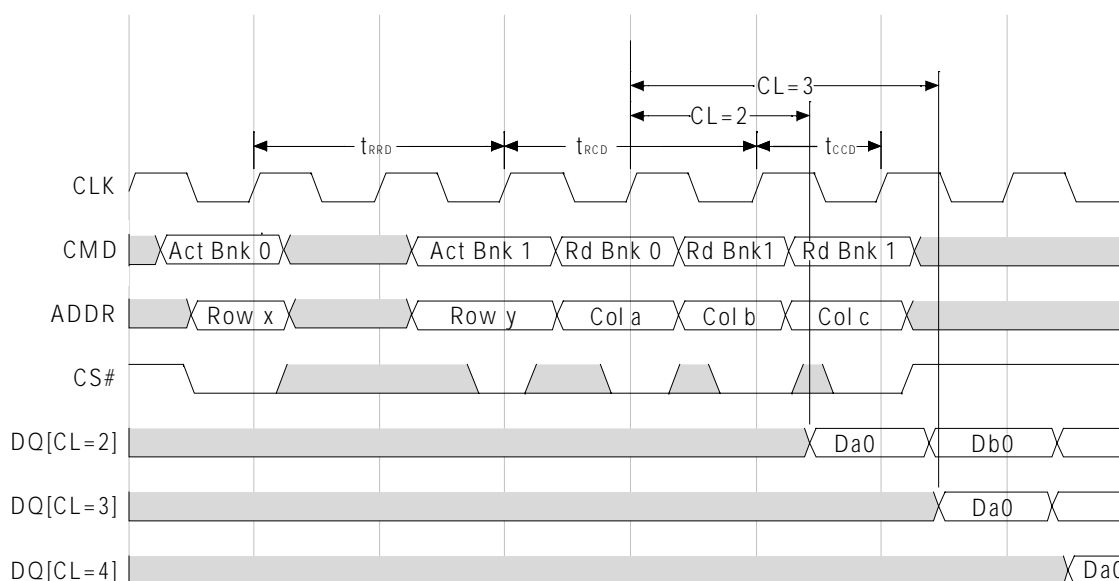 CL=3
CL=2
tRRD tRCD tCCD
CLK
CMD Act Bnk 0 Act Bnk 1 Rd Bnk 0 Rd Bnk1 Rd Bnk 1
ADDR Row x Row y Col a Col b Col c
CS#
DQ[CL=2] Da0 Db0
DQ[CL=3] Da0
DQ[CL=4] Da0